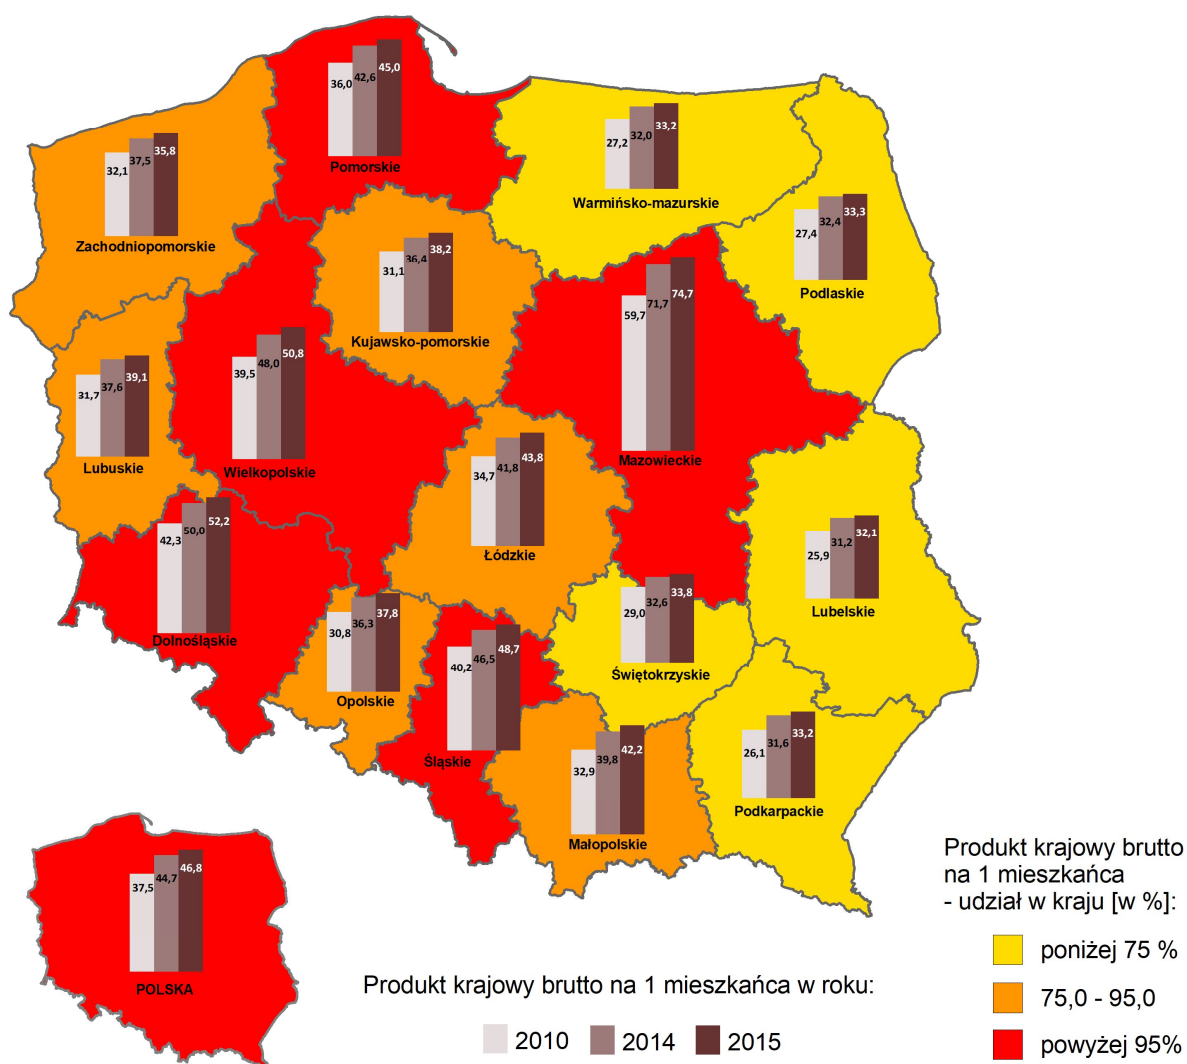 36,0 42,6 45,0
Pomorskie
27,2 32,0 33,2
Warmińsko-mazurskie
32,1 37,5 35,8
Zachodniopomorskie
27,4 32,4 33,3
Podlaskie
31,1 36,4 38,2
Kujawsko-pomorskie
59,7 71,7 74,7
Mazowieckie
31,7 37,6 39,1
Lubuskie
39,5 48,0 50,8
Wielkopolskie
34,7 41,8 43,8
Łódzkie
42,3 50,0 52,2
Dolnośląskie
25,9 31,2 32,1
Lubelskie
30,8 36,3 37,8
Opolskie
40,2 46,5 48,7
Śląskie
29,0 32,6 33,8
Świętokrzyskie
32,9 39,8 42,2
Małopolskie
26,1 31,6 33,2
Podkarpackie
37,5 44,7 46,8
POLSKA
Produkt krajowy brutto na 1 mieszkańca w roku:
2010 2014 2015
Produkt krajowy brutto
na 1 mieszkańca
- udział w kraju [w %]:
poniżej 75 %
75,0 - 95,0
powyżej 95%